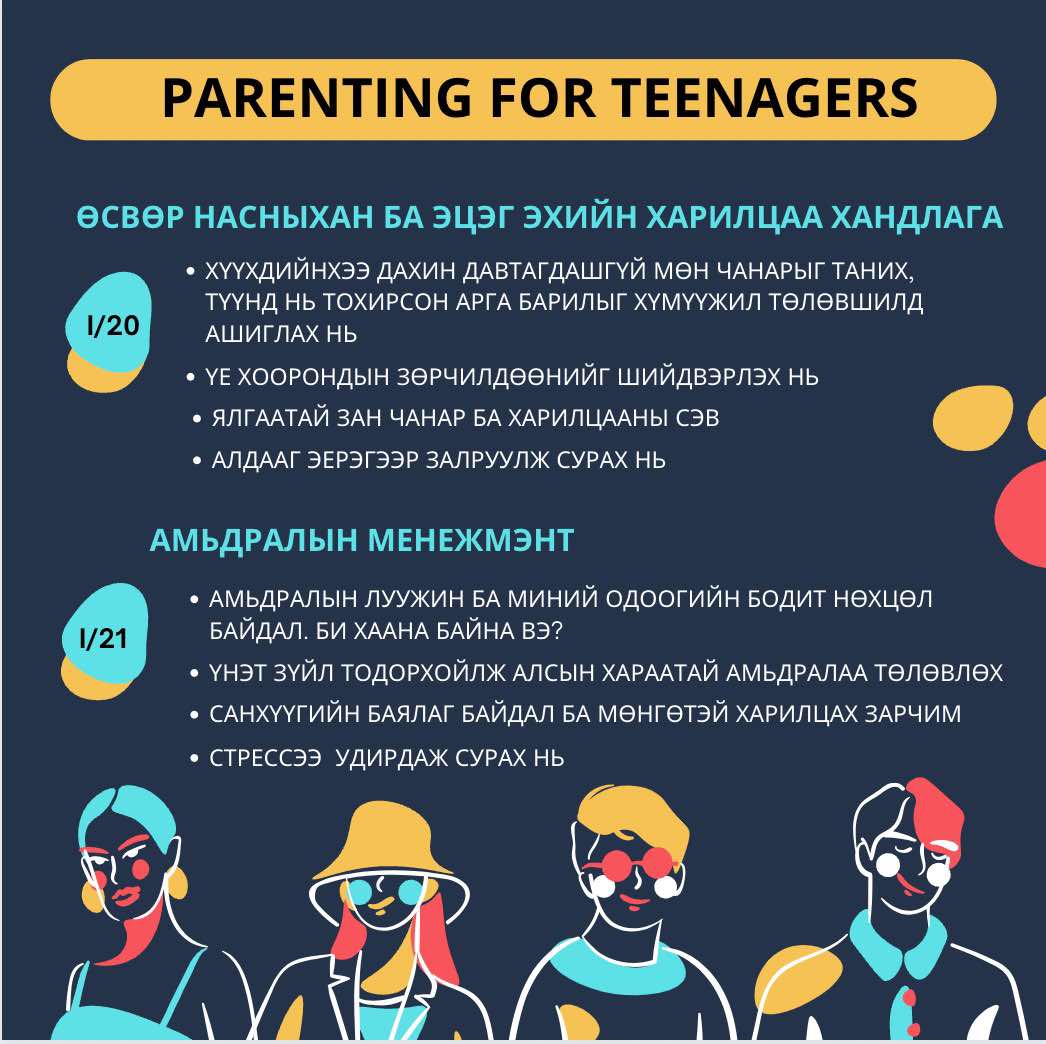 PARENTING FOR TEENAGERS
ӨСВӨР НАСНЫХАН БА ЭЦЭГ ЭХИЙН ХАРИЛЦАА ХАНДЛАГА
I/20
• ХҮҮХДИЙНХЭЭ ДАХИН ДАВТАГДАШГҮЙ МӨН ЧАНАРЫГ ТАНИХ,
ТҮҮНД НЬ ТОХИРСОН АРГА БАРИЛЫГ ХҮМҮҮЖИЛ ТӨЛӨВШИЛД
АШИГЛАХ НЬ
• ҮЕ ХООРОНДЫН ЗӨРЧИЛДӨӨНИЙГ ШИЙДВЭРЛЭХ НЬ
• ЯЛГААТАЙ ЗАН ЧАНАР БА ХАРИЛЦААНЫ СЭВ
• АЛДААГ ЭЕРЭГЭЭР ЗАЛРУУЛЖ СУРАХ НЬ
АМЬДРАЛЫН МЕНЕЖМЭНТ
I/21
• АМЬДРАЛЫН ЛУУЖИН БА МИНИЙ ОДООГИЙН БОДИТ НӨХЦӨЛ
БАЙДАЛ. БИ ХААНА БАЙНА ВЭ?
• ҮНЭТ ЗҮЙЛ ТОДОРХОЙЛЖ АЛСЫН ХАРААТАЙ АМЬДРАЛАА ТӨЛӨВЛӨХ
• САНХҮҮГИЙН БАЯЛАГ БАЙДАЛ БА МӨНГӨТЭЙ ХАРИЛЦАХ ЗАРЧИМ
• СТРЕССЭЭ УДИРДАЖ СУРАХ НЬ